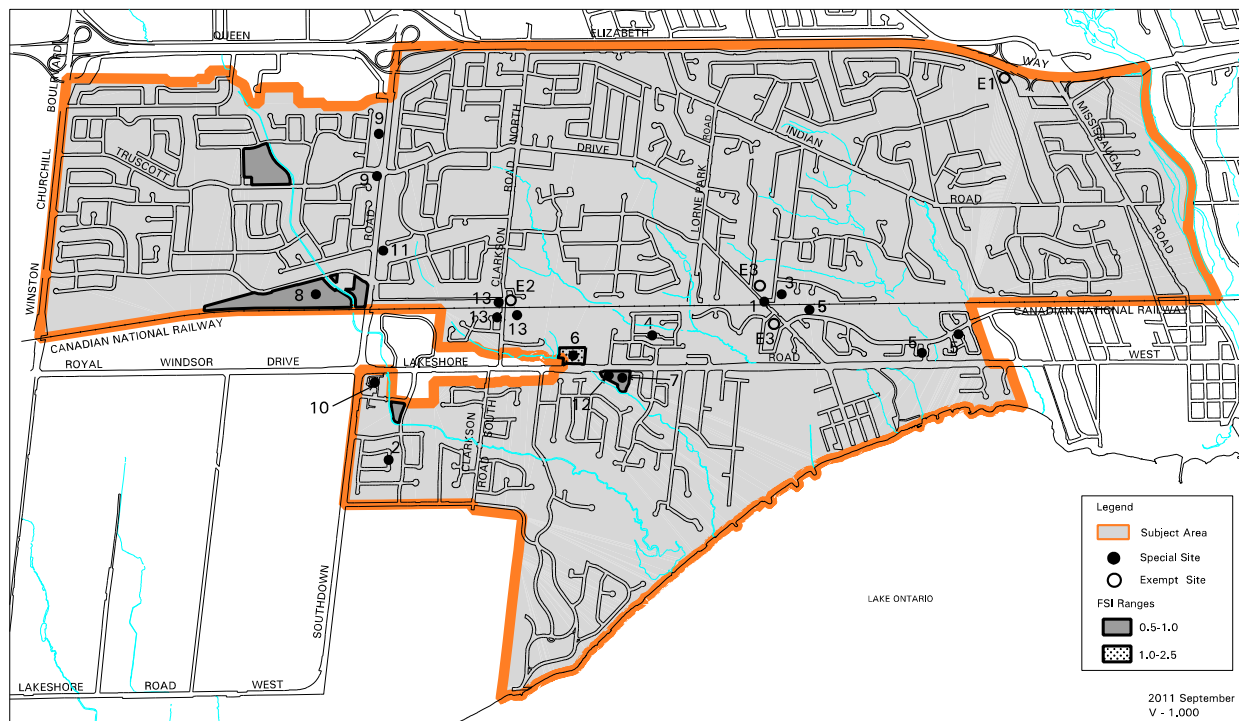 QUEEN
ELIZABETH
WAY
BOULEVARD
CHURCHILL
WINSTON
TRUSCOTT
DRIVE
INDIAN
ROAD
MISSISSAUGA
ROAD
E1
9
9
11
ROAD
CLARKSON
ROAD
NORTH
LORNE PARK
ROAD
8
13
E2
13
13
E3
3
1
5
E3
4
6
5
5
CANADIAN NATIONAL RAILWAY
CANADIAN NATIONAL RAILWAY
ROYAL
WINDSOR
DRIVE
LAKESHORE
ROAD
WEST
10
12
7
2
CLARKSON
ROAD
SOUTH
SOUTHDOWN
LAKESHORE
ROAD
WEST
LAKE ONTARIO
Legend
Subject Area
Special Site
Exempt Site
FSI Ranges
0.5-1.0
1.0-2.5
2011 September
V - 1.000